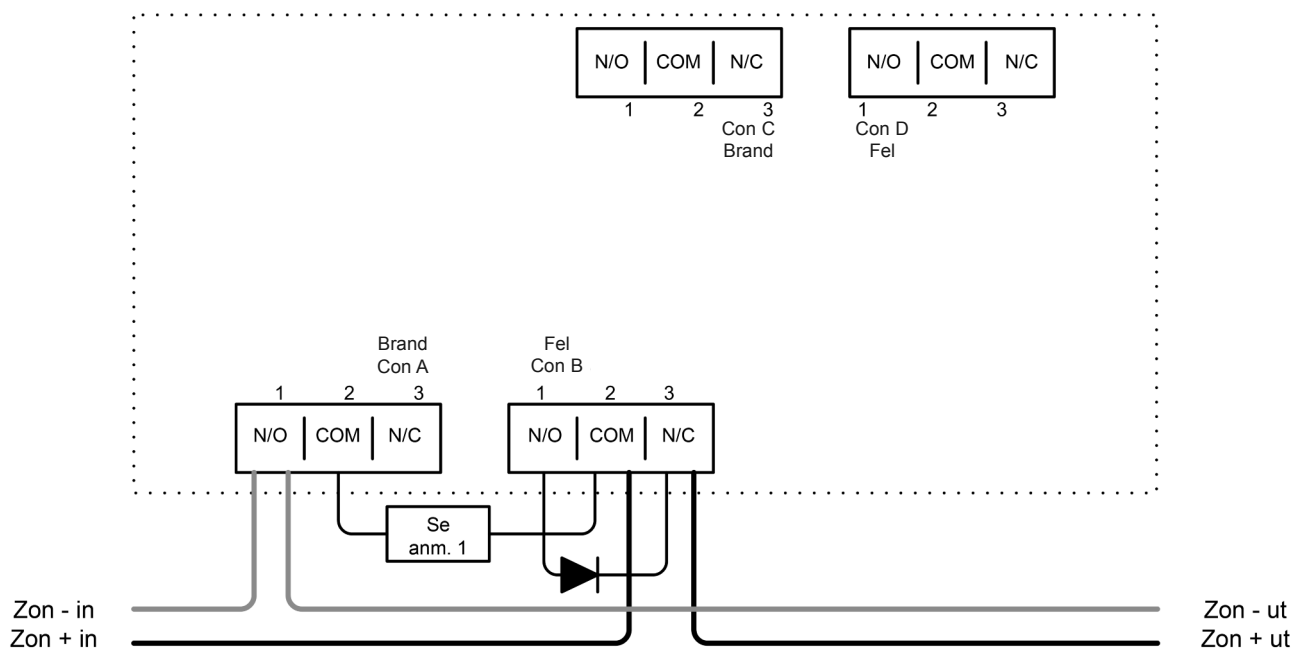 N/O COM N/C
1 2 3
Con C
Brand
N/O COM N/C
1 2 3
Con D
Fel
Brand
Con A
1 2 3
N/O COM N/C
Fel
Con B
1 2 3
N/O COM N/C
Se
anm. 1
Zon - in
Zon + in
Zon - ut
Zon + ut